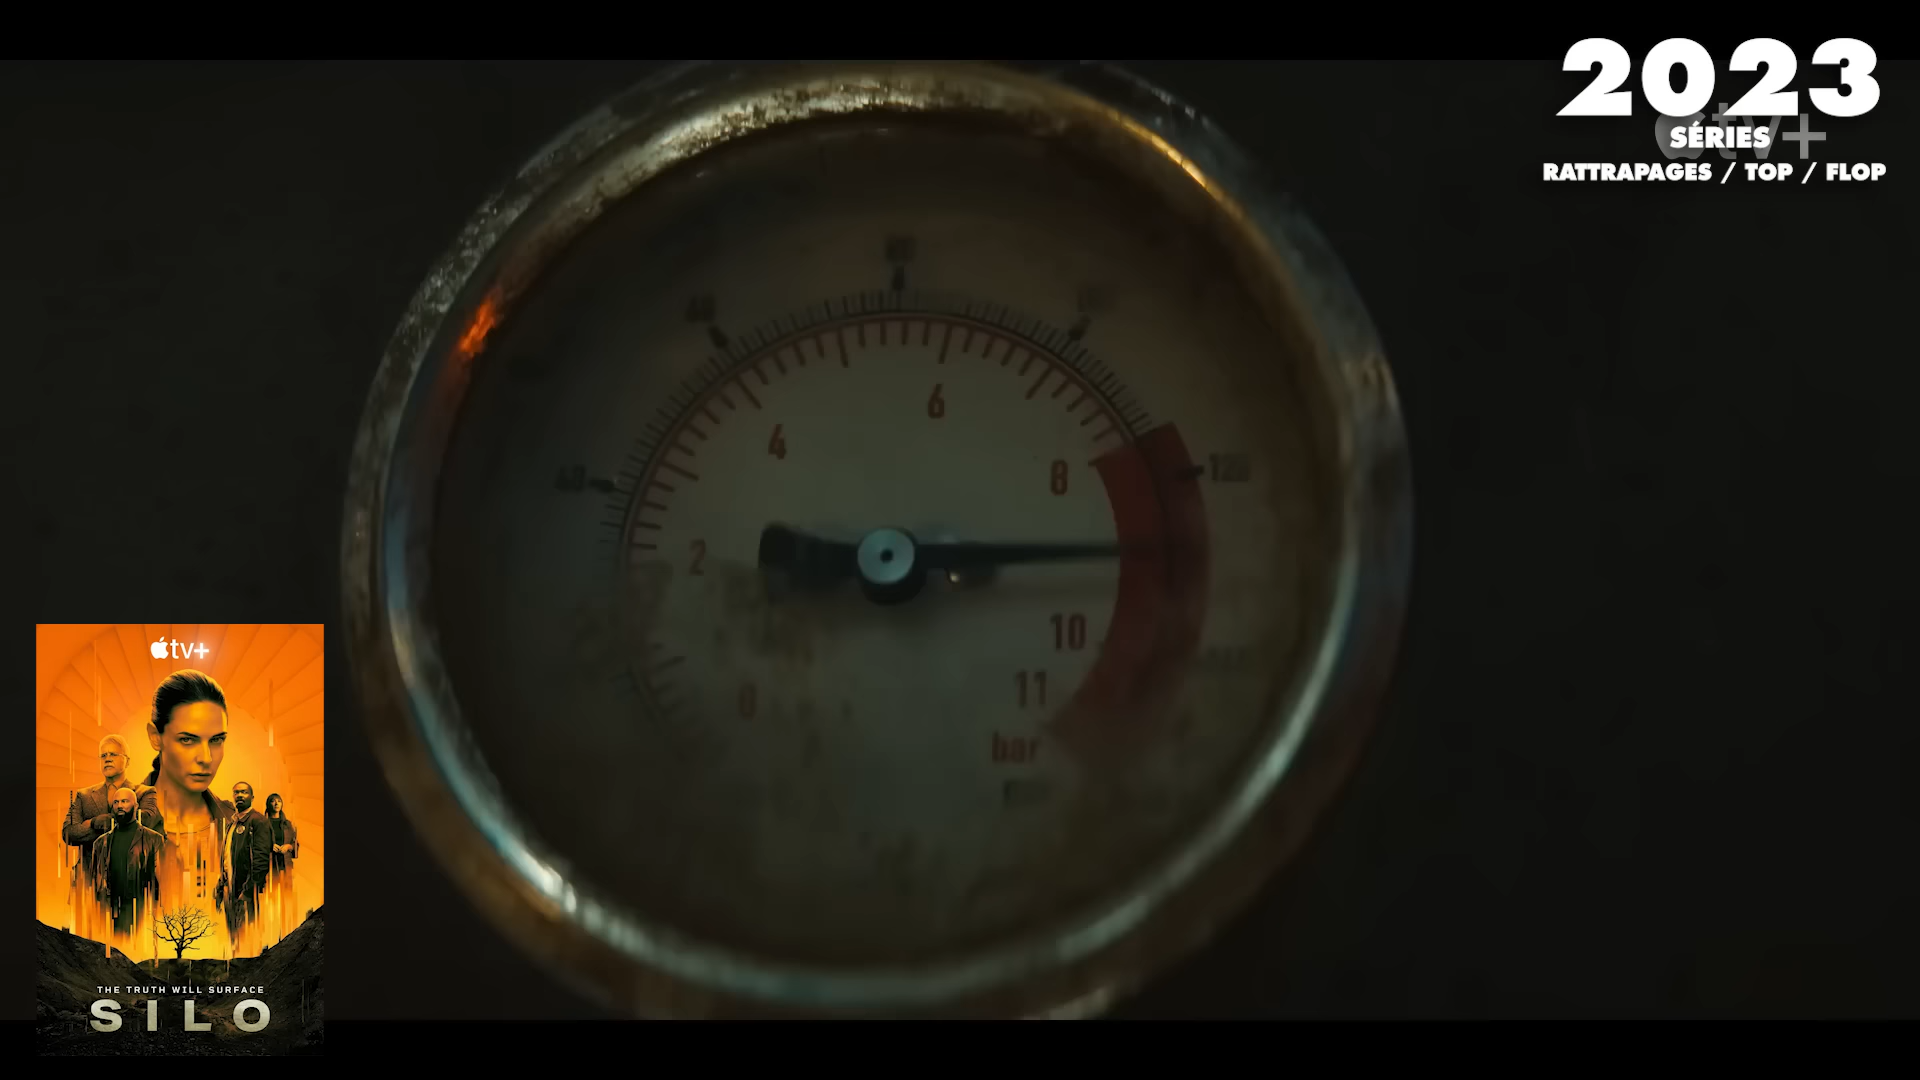 2023
SÉRIES
tv+
RATTRAPAGES / TOP / FLOP
6
4
8
120
2
10
0
11
bar
tv+
THE TRUTH WILL SURFACE
SILO